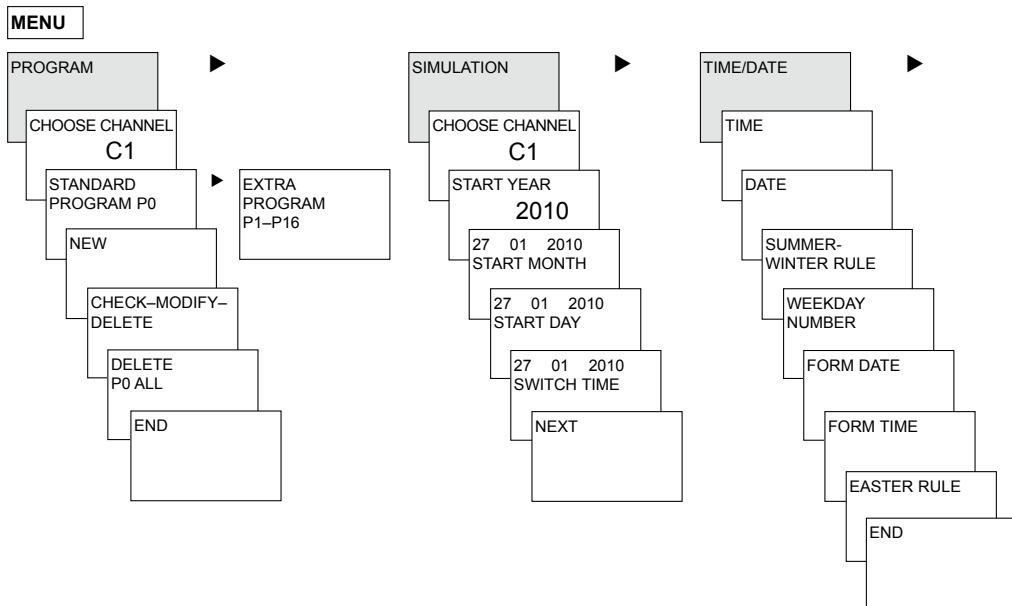 MENU
PROGRAM
CHOOSE CHANNEL
C1
STANDARD
PROGRAM P0
EXTRA
PROGRAM
P1–P16
NEW
CHECK–MODIFY–
DELETE
DELETE
P0 ALL
END
SIMULATION
CHOOSE CHANNEL
C1
START YEAR
2010
27 01 2010
START MONTH
27 01 2010
START DAY
27 01 2010
SWITCH TIME
NEXT
TIME/DATE
TIME
DATE
SUMMER-
WINTER RULE
WEEKDAY
NUMBER
FORM DATE
FORM TIME
EASTER RULE
END